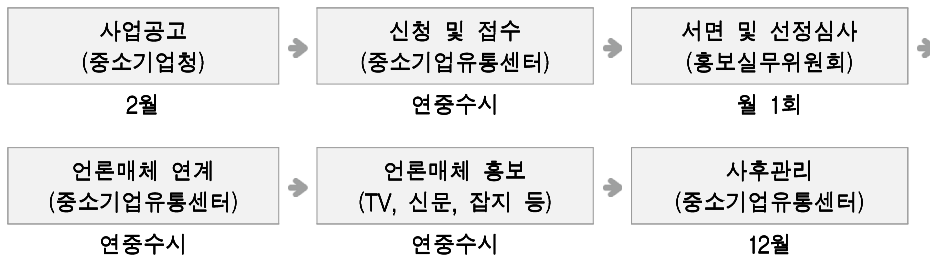 사업공고
(중소기업청)
2월
신청 및 접수
(중소기업유통센터)
연중수시
서면 및 선정심사
(홍보실무위원회)
월 1회
언론매체 연계
(중소기업유통센터)
연중수시
언론매체 홍보
(TV, 신문, 잡지 등)
연중수시
사후관리
(중소기업유통센터)
12월